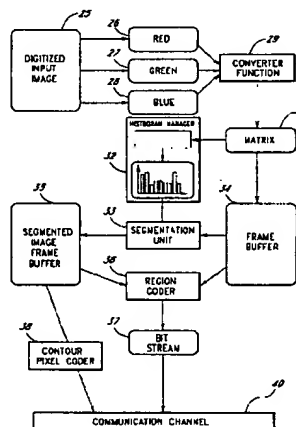 25
26
RED
29
DIGITIZED
INPUT
IMAGE
27
GREEN
CONVERTER
FUNCTION
28
BLUE
HISTOGRAM MANAGER
MATRIX
32
35
34
SEGMENTED
IMAGE
FRAME
BUFFER
33
SEGMENTATION
UNIT
FRAME
BUFFER
36
REGION
CODER
38
CONTOUR
PIXEL CODER
37
BIT
STREAM
40
COMMUNICATION CHANNEL